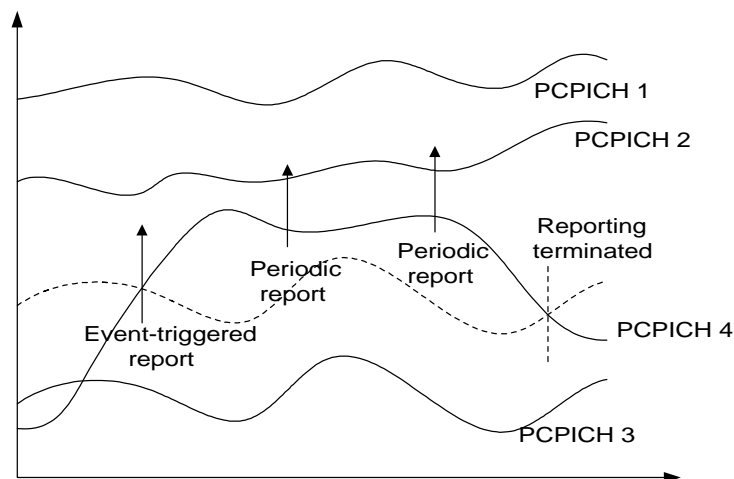 PCPICH 1
PCPICH 2
Reporting
terminated
Periodic
report
Periodic
report
Event-triggered
report
PCPICH 4
PCPICH 3